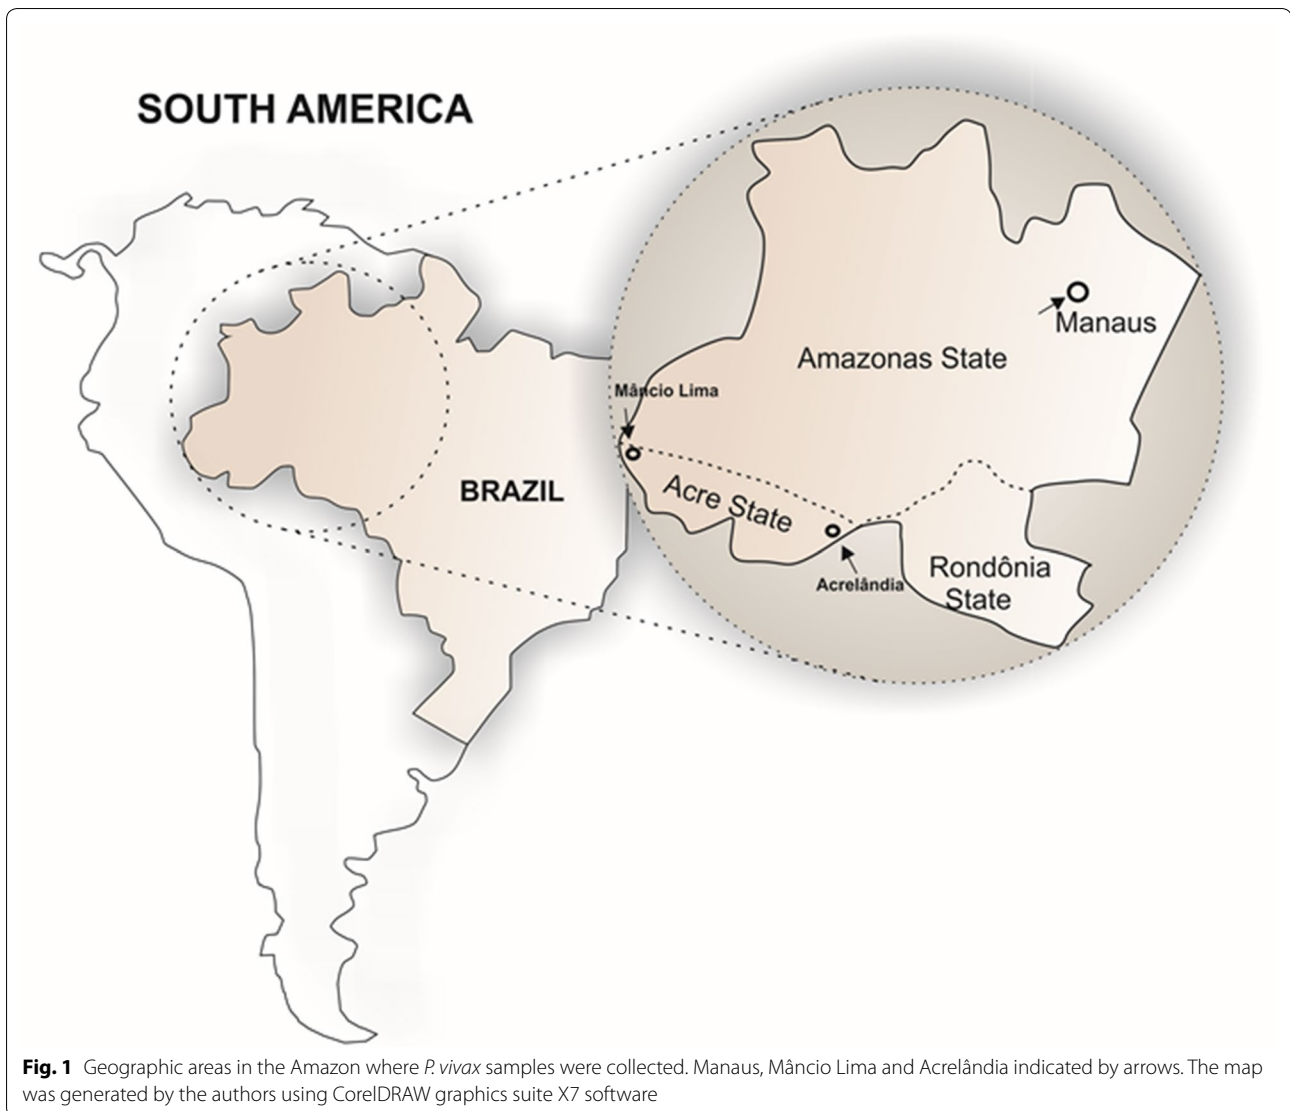 SOUTH AMERICA
BRAZIL
Manaus
Amazonas State
Mâncio Lima
Acre State
Acrelândia
Rondônia
State
Fig. 1 Geographic areas in the Amazon where P. vivax samples were collected. Manaus, Mâncio Lima and Acrelândia indicated by arrows. The map
was generated by the authors using CorelDRAW graphics suite X7 software